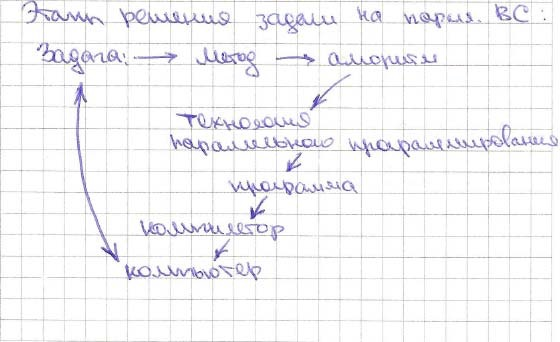 Этапы решения задачи на парал. ВС:
Задача: → метод → алгоритм
технология
параллельного программирования
программа
компилятор
компьютер